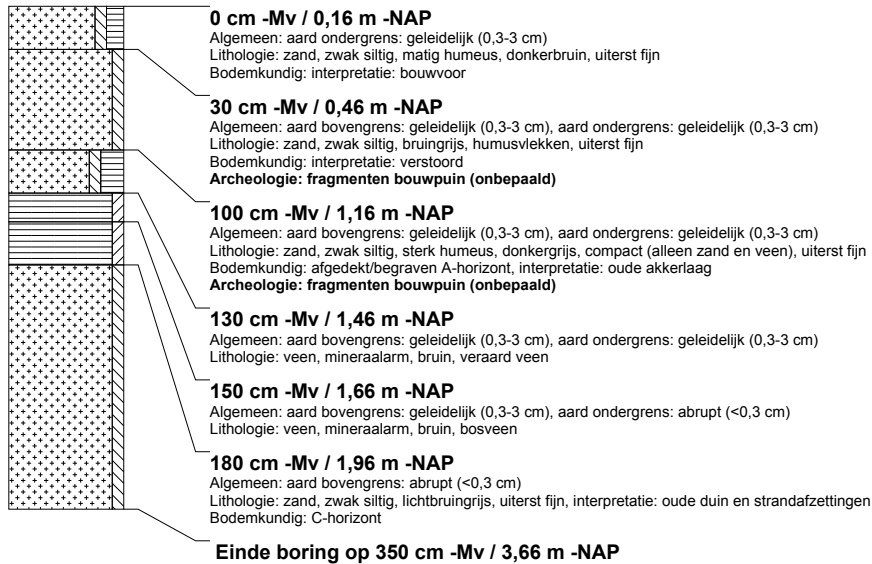 0 cm -Mv / 0,16 m -NAP
Algemeen: aard ondergrens: geleidelijk (0,3-3 cm)
Lithologie: zand, zwak siltig, matig humeus, donkerbruin, uiterst fijn
Bodemkundig: interpretatie: bouwvoor
30 cm -Mv / 0,46 m -NAP
Algemeen: aard bovengrens: geleidelijk (0,3-3 cm), aard ondergrens: geleidelijk (0,3-3 cm)
Lithologie: zand, zwak siltig, bruingrijs, humusvlekken, uiterst fijn
Bodemkundig: interpretatie: verstoord
Archeologie: fragmenten bouwpuin (onbepaald)
100 cm -Mv / 1,16 m -NAP
Algemeen: aard bovengrens: geleidelijk (0,3-3 cm), aard ondergrens: geleidelijk (0,3-3 cm)
Lithologie: zand, zwak siltig, sterk humeus, donkergrijs, compact (alleen zand en veen), uiterst fijn
Bodemkundig: afgedekt/begraven A-horizont, interpretatie: oude akkerlaag
Archeologie: fragmenten bouwpuin (onbepaald)
130 cm -Mv / 1,46 m -NAP
Algemeen: aard bovengrens: geleidelijk (0,3-3 cm), aard ondergrens: geleidelijk (0,3-3 cm)
Lithologie: veen, mineraalarm, bruin, veraard veen
150 cm -Mv / 1,66 m -NAP
Algemeen: aard bovengrens: geleidelijk (0,3-3 cm), aard ondergrens: abrupt (<0,3 cm)
Lithologie: veen, mineraalarm, bruin, bosveen
180 cm -Mv / 1,96 m -NAP
Algemeen: aard bovengrens: abrupt (<0,3 cm)
Lithologie: zand, zwak siltig, lichtbruingrijs, uiterst fijn, interpretatie: oude duin en strandafzettingen
Bodemkundig: C-horizont
Einde boring op 350 cm -Mv / 3,66 m -NAP